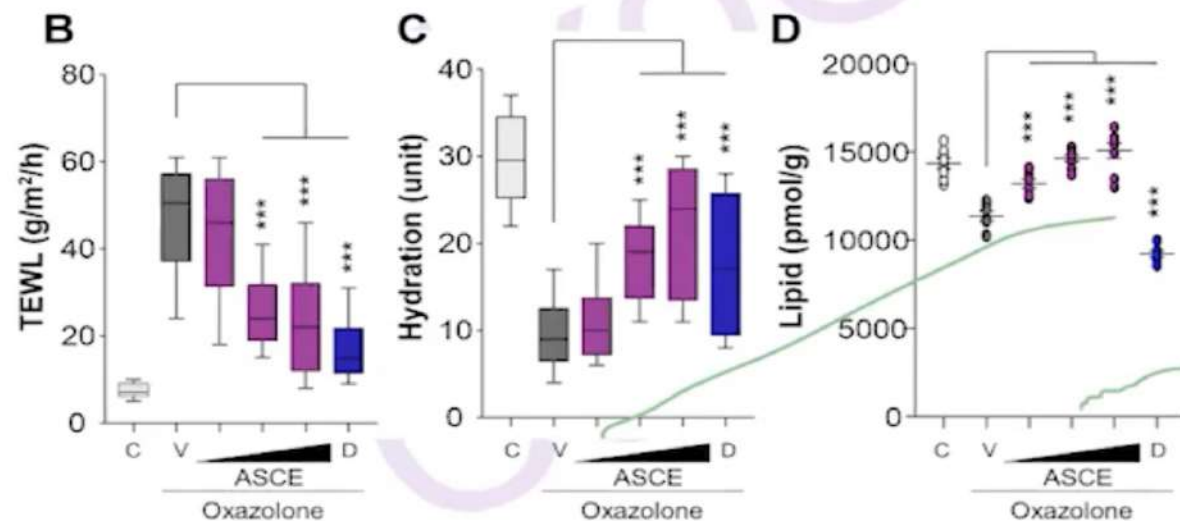 B
TEWL (g/m²/h)
80
60
40
20
0
***
***
***
C
V
D
ASCE
Oxazolone
C
Hydration (unit)
40
30
20
10
0
***
***
***
C
V
D
ASCE
Oxazolone
D
Lipid (pmol/g)
20000
15000
10000
5000
0
***
***
***
***
C
V
D
ASCE
Oxazolone